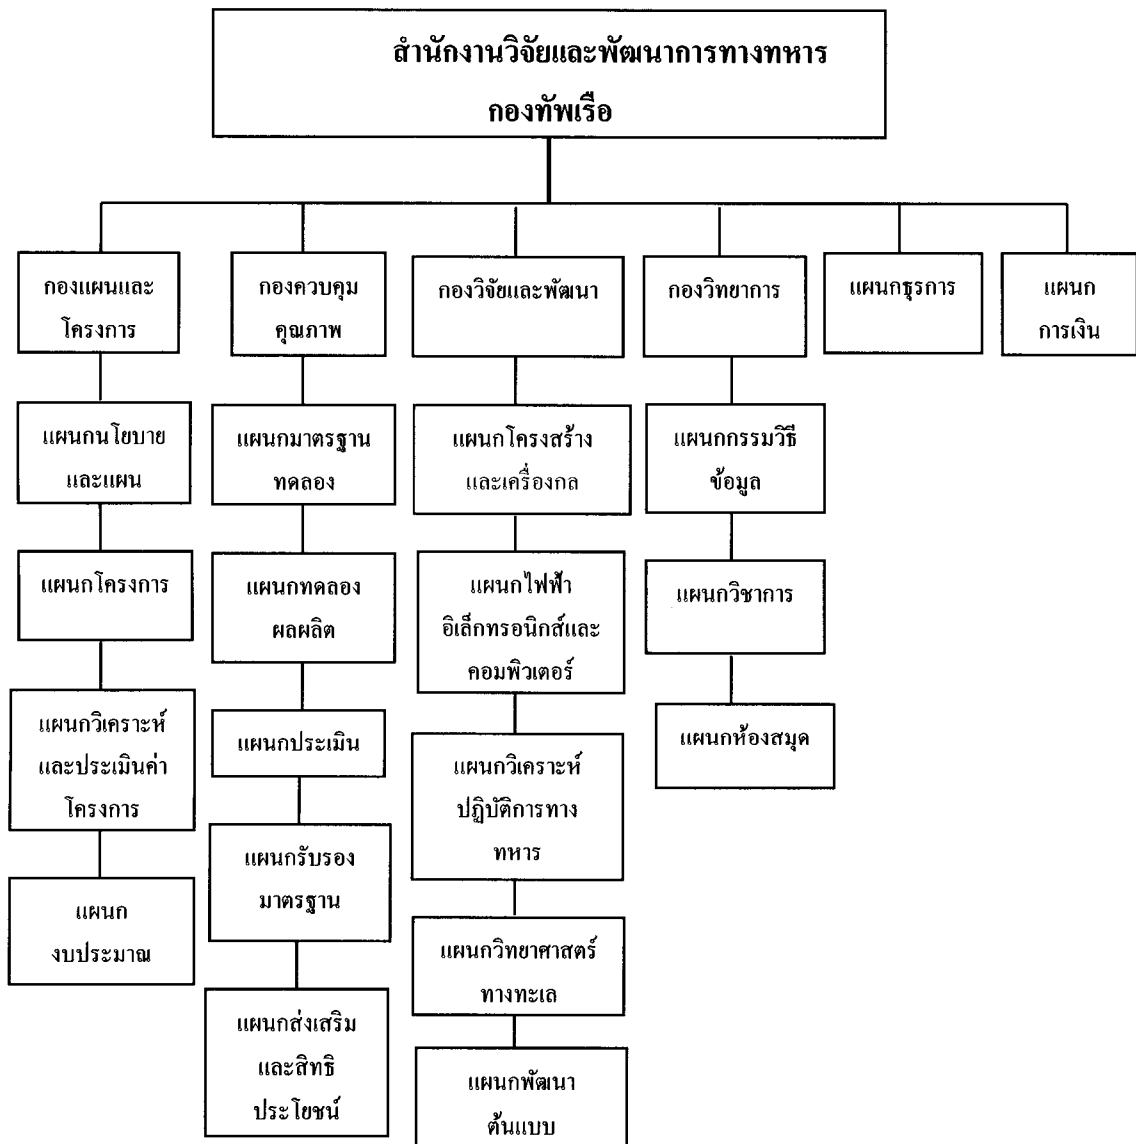 สำนักงานวิจัยและพัฒนาการทางทหาร
กองทัพเรือ
กองแผนและ
โครงการ
กองควบคุม
คุณภาพ
กองวิจัยและพัฒนา
กองวิทยาการ
แผนกธุรการ
แผนก
การเงิน
แผนกนโยบาย
และแผน
แผนกมาตรฐาน
ทดลอง
แผนกโครงสร้าง
และเครื่องกล
แผนกกรรมวิธี
ข้อมูล
แผนกโครงการ
แผนกทดลอง
ผลผลิต
แผนกไฟฟ้า
อิเล็กทรอนิกส์และ
คอมพิวเตอร์
แผนกวิชาการ
แผนกวิเคราะห์
และประเมินค่า
โครงการ
แผนกประเมิน
แผนกวิเคราะห์
ปฏิบัติการทาง
ทหาร
แผนกห้องสมุด
แผนก
งบประมาณ
แผนกรับรอง
มาตรฐาน
แผนกวิทยาศาสตร์
ทางทะเล
แผนกส่งเสริม
และสิทธิ
ประโยชน์
แผนกพัฒนา
ต้นแบบ